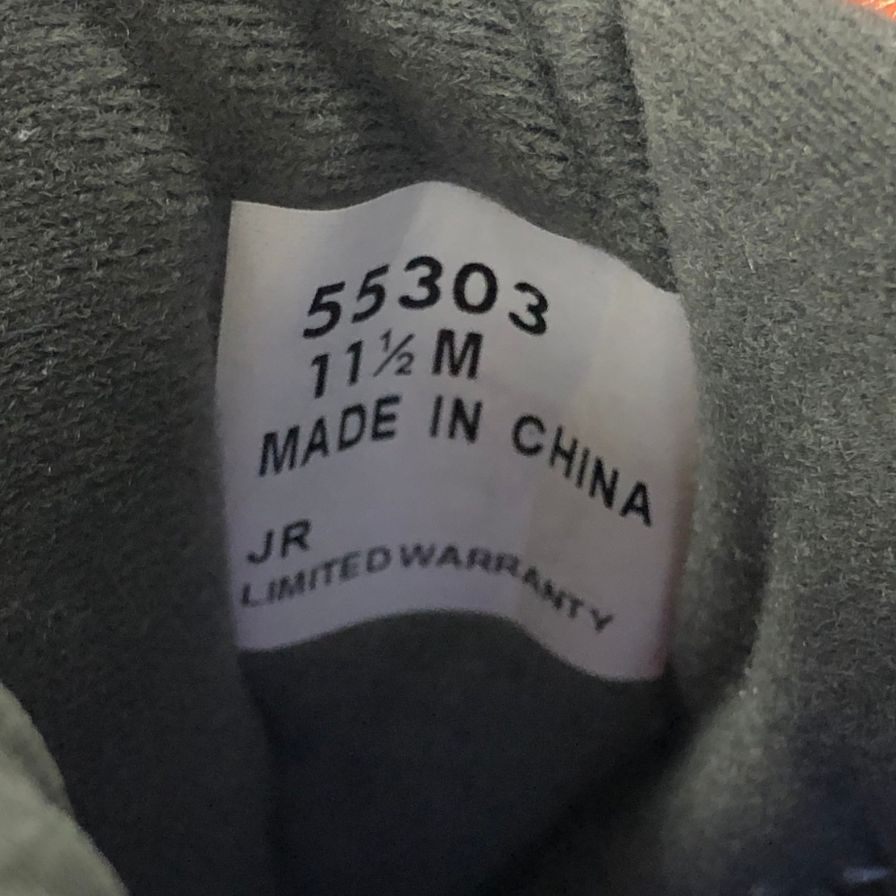 55303
11½ M
MADE IN CHINA
JR
LIMITED WARRANTY